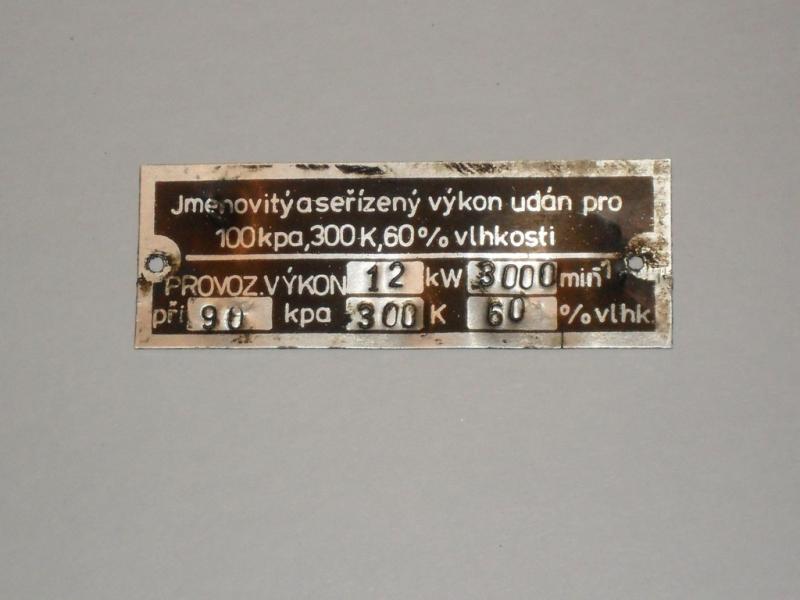 Jmenovitý a seřízený výkon udán pro
100 kpa, 300 K, 60 % vlhkosti
PROVOZ. VÝKON 12 kW 3000 min⁻¹
při 90 kpa 300 K 60 % vlhk.